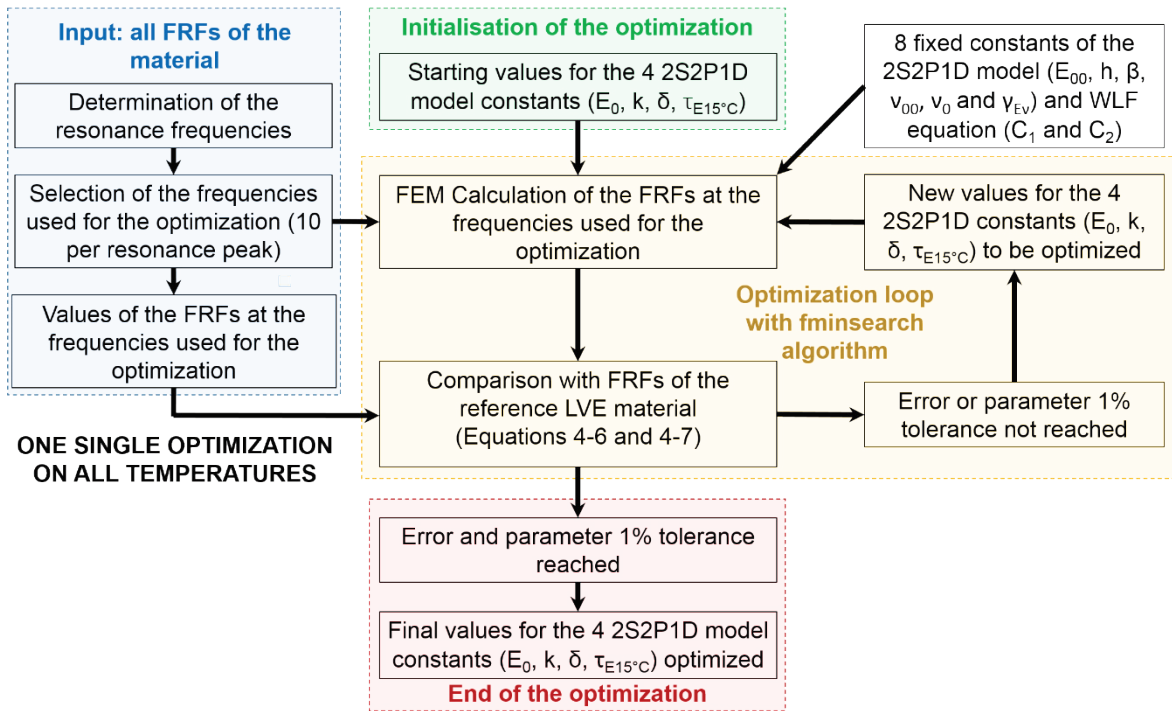 Input: all FRFs of the
material
Determination of the
resonance frequencies
Selection of the frequencies
used for the optimization (10
per resonance peak)
Values of the FRFs at the
frequencies used for the
optimization
ONE SINGLE OPTIMIZATION
ON ALL TEMPERATURES
Initialisation of the optimization
Starting values for the 4 2S2P1D
model constants (E₀, k, δ, τE15°C)
8 fixed constants of the
2S2P1D model (E₀₀, h, β,
ν₀₀, ν₀ and γEν) and WLF
equation (C₁ and C₂)
FEM Calculation of the FRFs at the
frequencies used for the
optimization
New values for the 4
2S2P1D constants (E₀, k,
δ, τE15°C) to be optimized
Optimization loop
with fminsearch
algorithm
Comparison with FRFs of the
reference LVE material
(Equations 4-6 and 4-7)
Error or parameter 1%
tolerance not reached
Error and parameter 1% tolerance
reached
Final values for the 4 2S2P1D model
constants (E₀, k, δ, τE15°C) optimized
End of the optimization